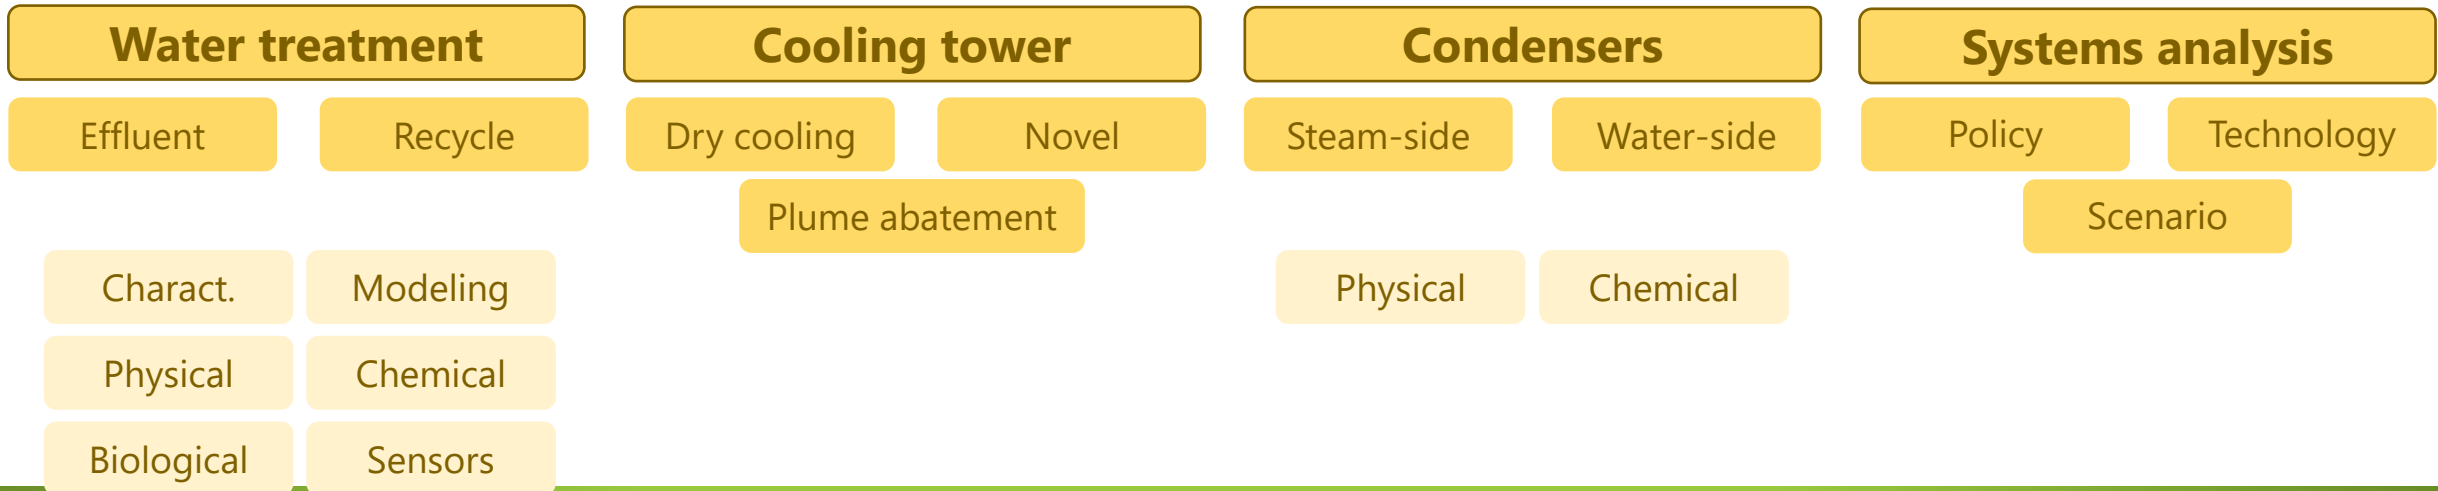 Water treatment
Effluent
Recycle
Charact.
Modeling
Physical
Chemical
Biological
Sensors
Cooling tower
Dry cooling
Novel
Plume abatement
Condensers
Steam-side
Water-side
Physical
Chemical
Systems analysis
Policy
Technology
Scenario